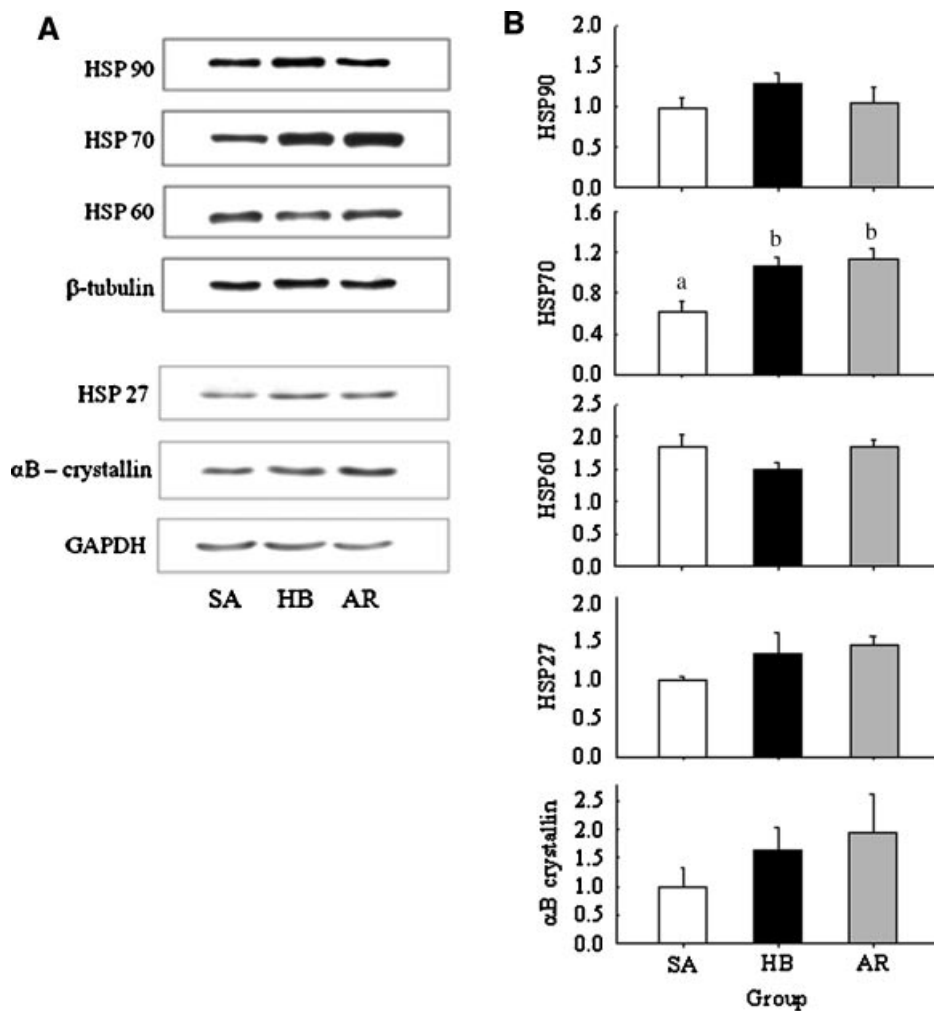 A
HSP 90
HSP 70
HSP 60
β-tubulin
HSP 27
αB – crystallin
GAPDH
SA HB AR
B
HSP90
2.0
1.5
1.0
0.5
0.0
HSP70
1.6
1.2
0.8
0.4
0.0
a
b
b
HSP60
2.5
2.0
1.5
1.0
0.5
0.0
HSP27
2.0
1.5
1.0
0.5
0.0
αB crystallin
2.5
2.0
1.5
1.0
0.5
0.0
SA HB AR
Group